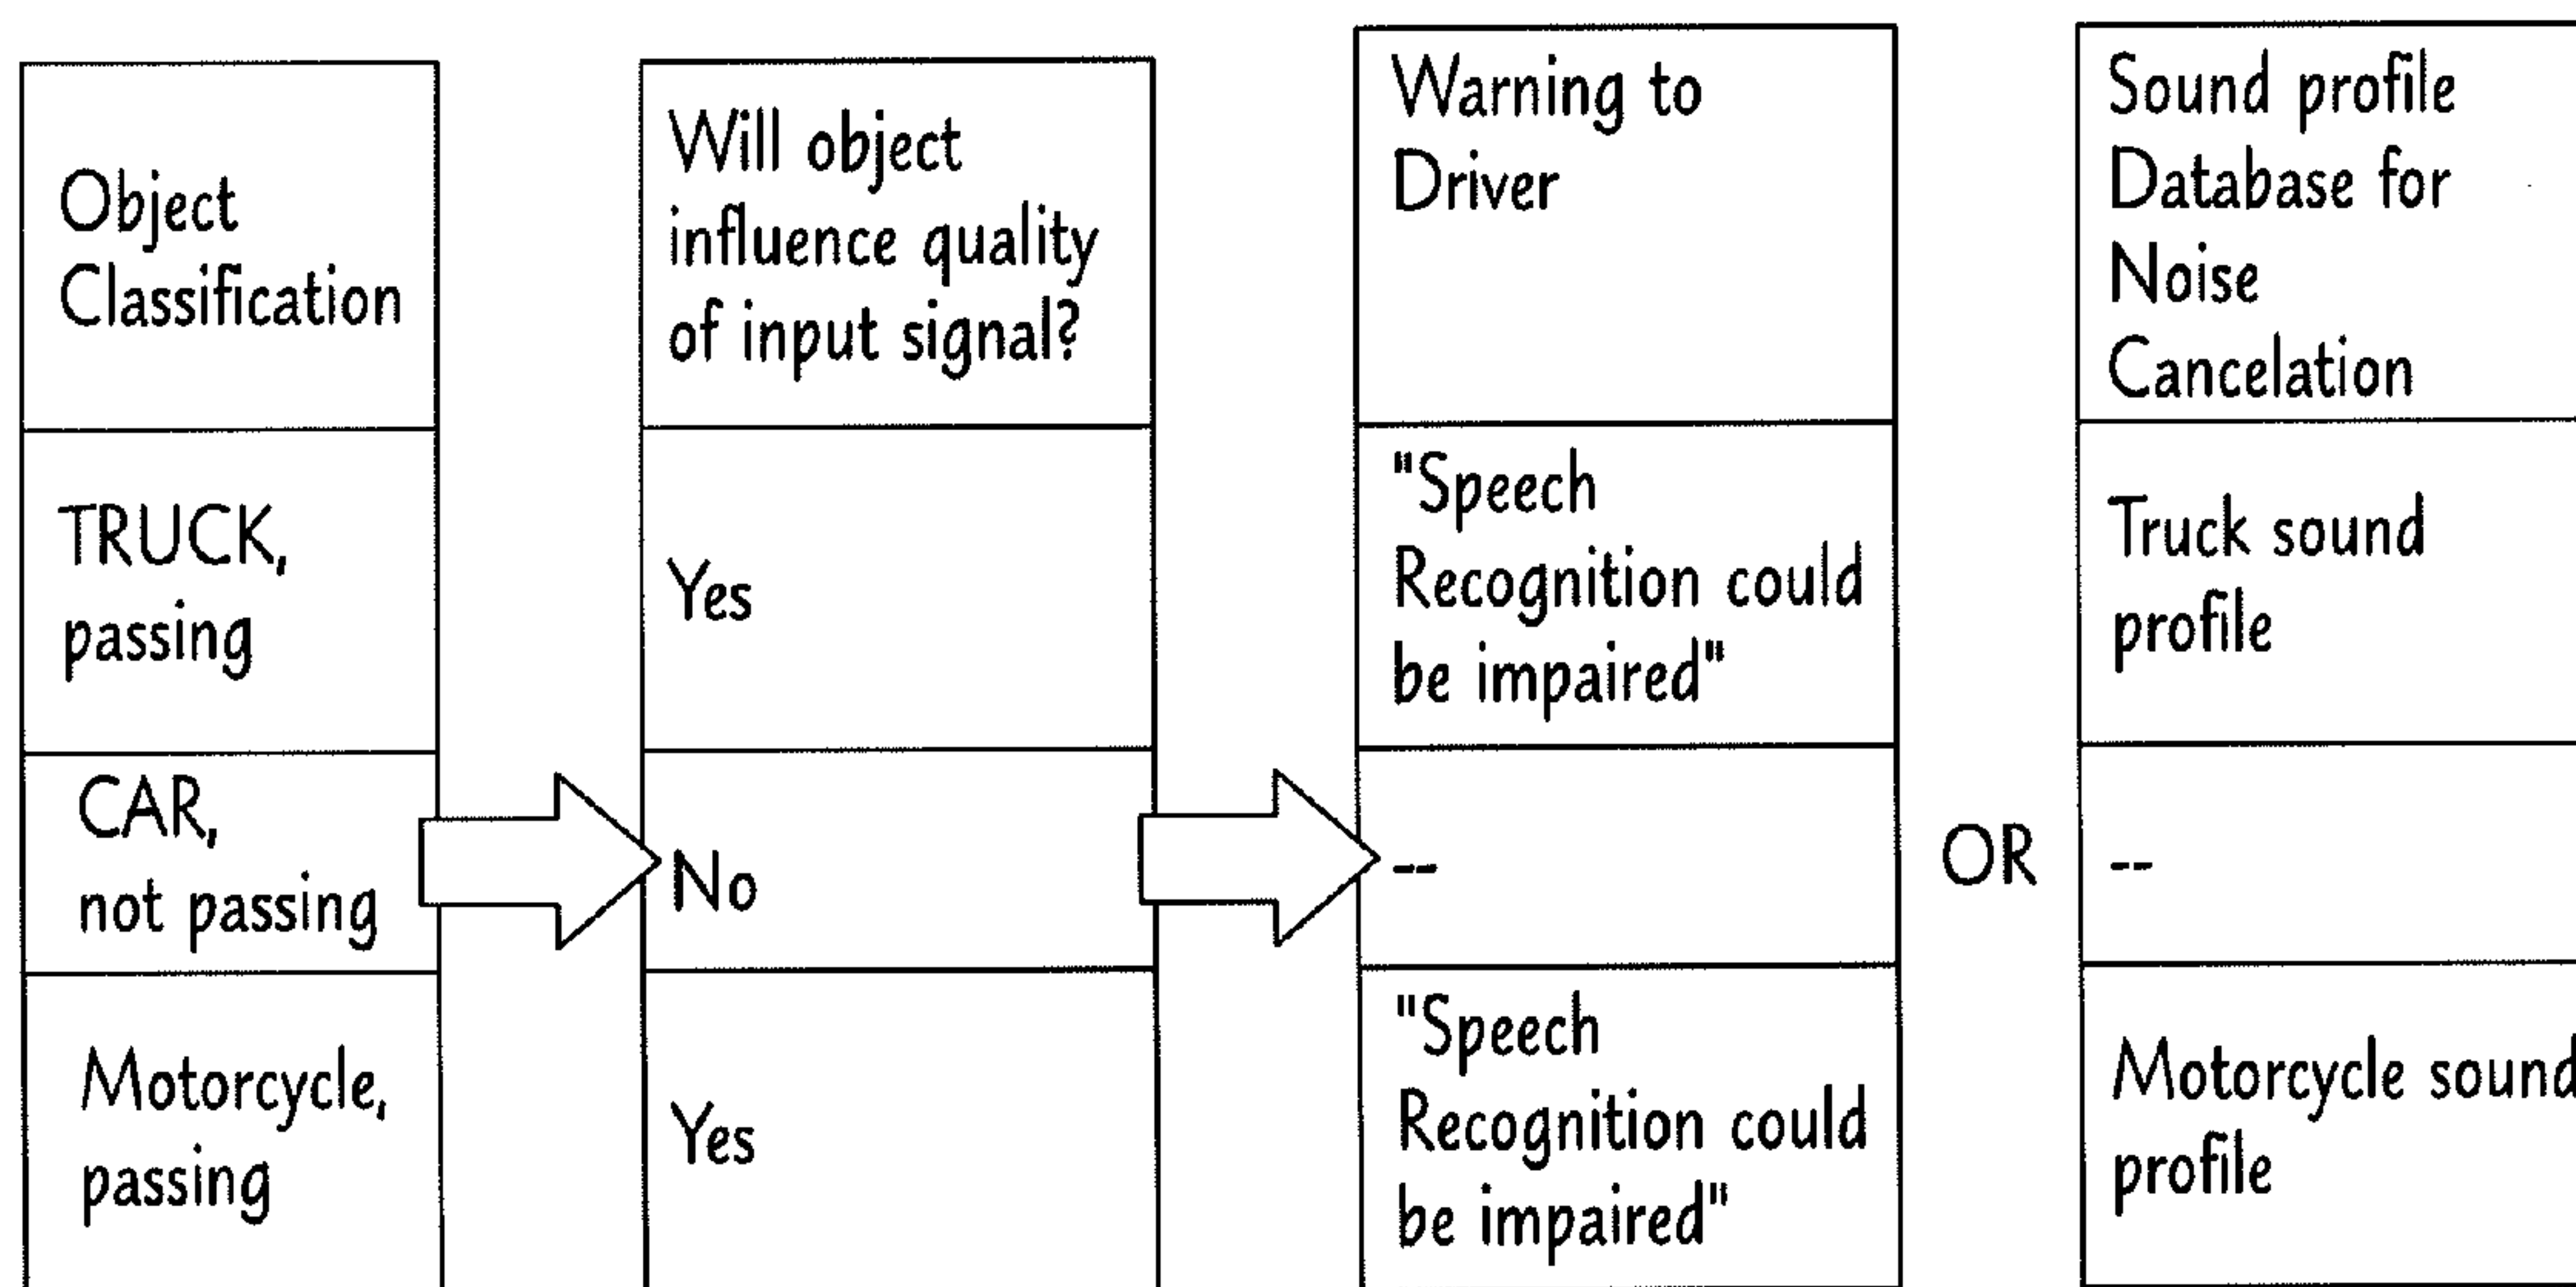 Object
Classification
Will object
influence quality
of input signal?
Warning to
Driver
Sound profile
Database for
Noise
Cancelation
TRUCK,
passing
Yes
"Speech
Recognition could
be impaired"
Truck sound
profile
CAR,
not passing
No
--
OR
--
Motorcycle,
passing
Yes
"Speech
Recognition could
be impaired"
Motorcycle sound
profile